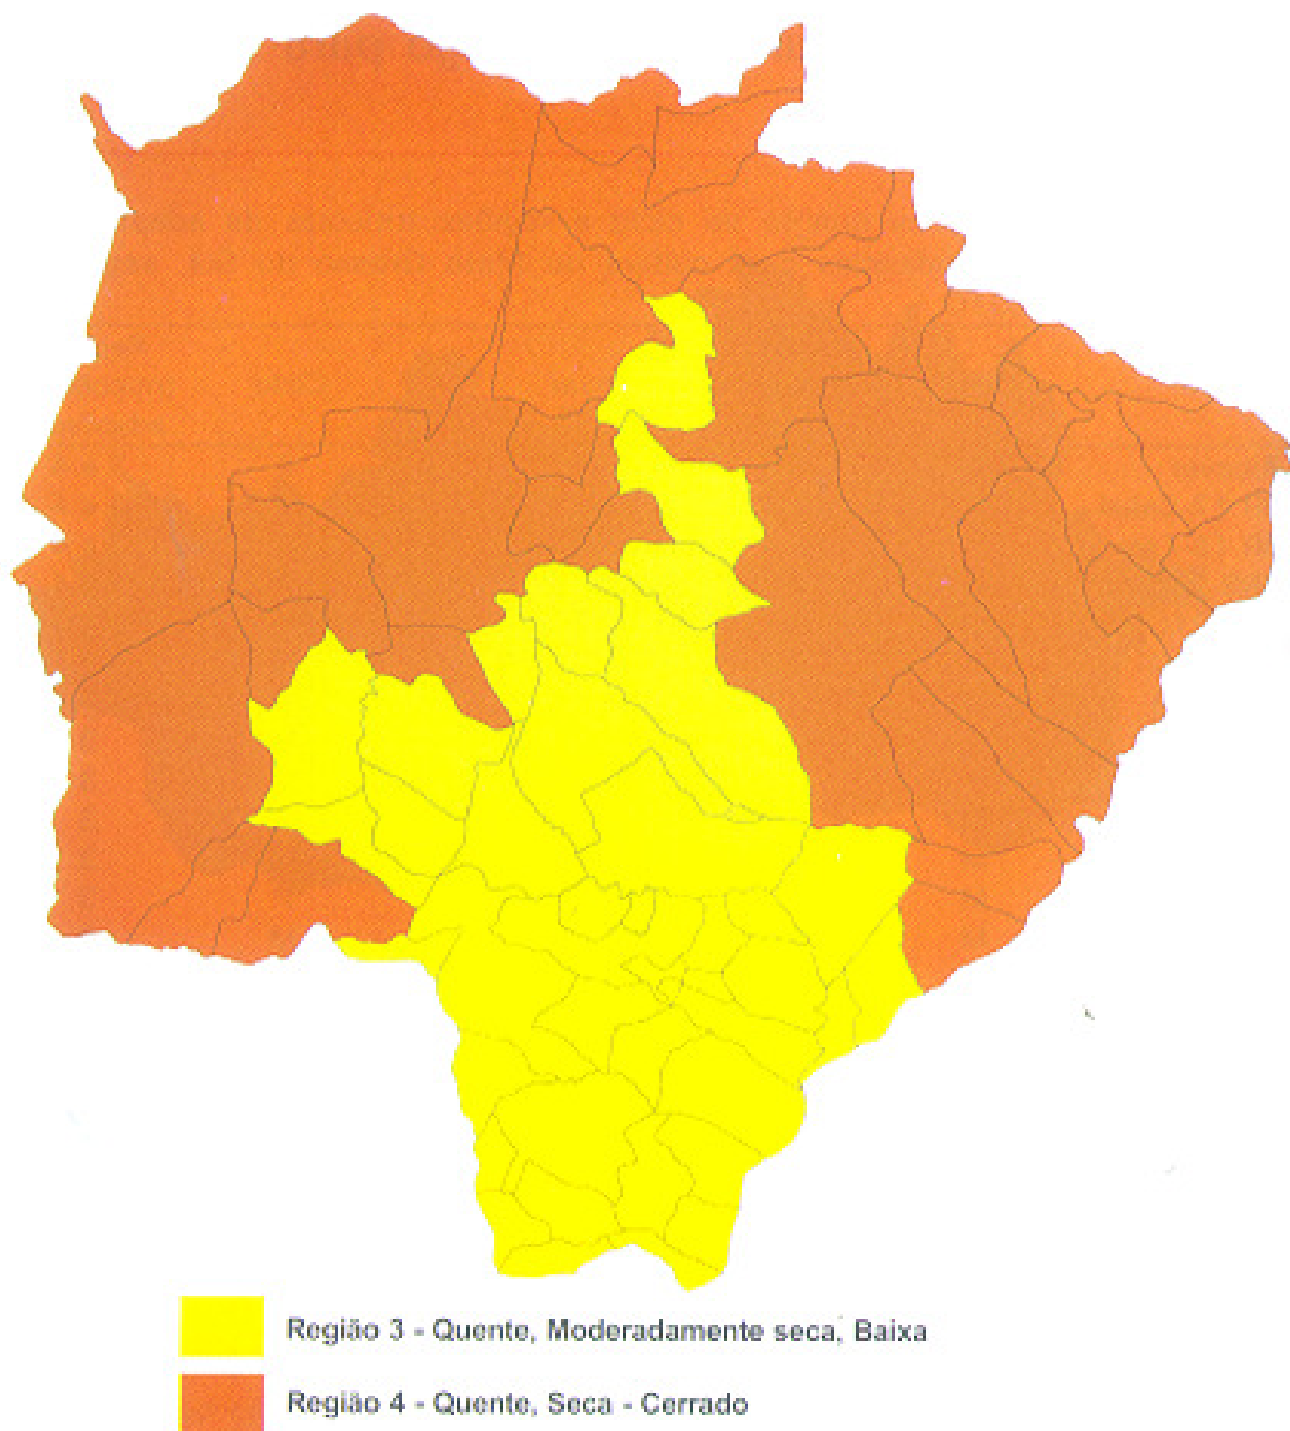 Região 3 - Quente, Moderadamente seca, Baixa
Região 4 - Quente, Seca - Cerrado